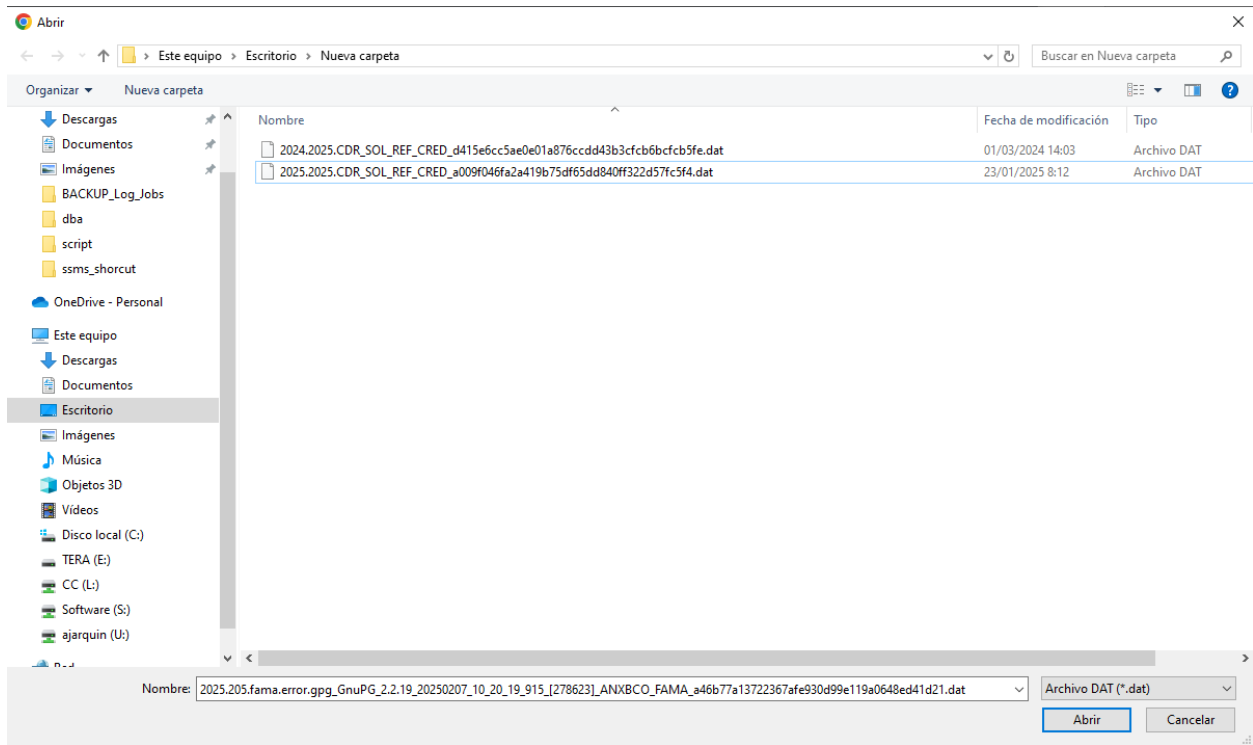 Abrir
Este equipo > Escritorio > Nueva carpeta
Buscar en Nueva carpeta
Organizar
Nueva carpeta
Nombre
Fecha de modificación
Tipo
2024.2025.CDR_SOL_REF_CRED_d415e6cc5ae0e01a876ccdd43b3cfcb6bcfcb5fe.dat
01/03/2024 14:03
Archivo DAT
2025.2025.CDR_SOL_REF_CRED_a009f046fa2a419b75df65dd840ff322d57fc5f4.dat
23/01/2025 8:12
Archivo DAT
Descargas
Documentos
Imágenes
BACKUP_Log_Jobs
dba
script
ssms_shorcut
OneDrive - Personal
Este equipo
Descargas
Documentos
Escritorio
Imágenes
Música
Objetos 3D
Vídeos
Disco local (C:)
TERA (E:)
CC (L:)
Software (S:)
ajarquin (U:)
Nombre:
2025.205.fama.error.gpg_GnuPG_2.2.19_20250207_10_20_19_915_[278623]_ANXBCO_FAMA_a46b77a13722367afe930d99e119a0648ed41d21.dat
Archivo DAT (*.dat)
Abrir
Cancelar